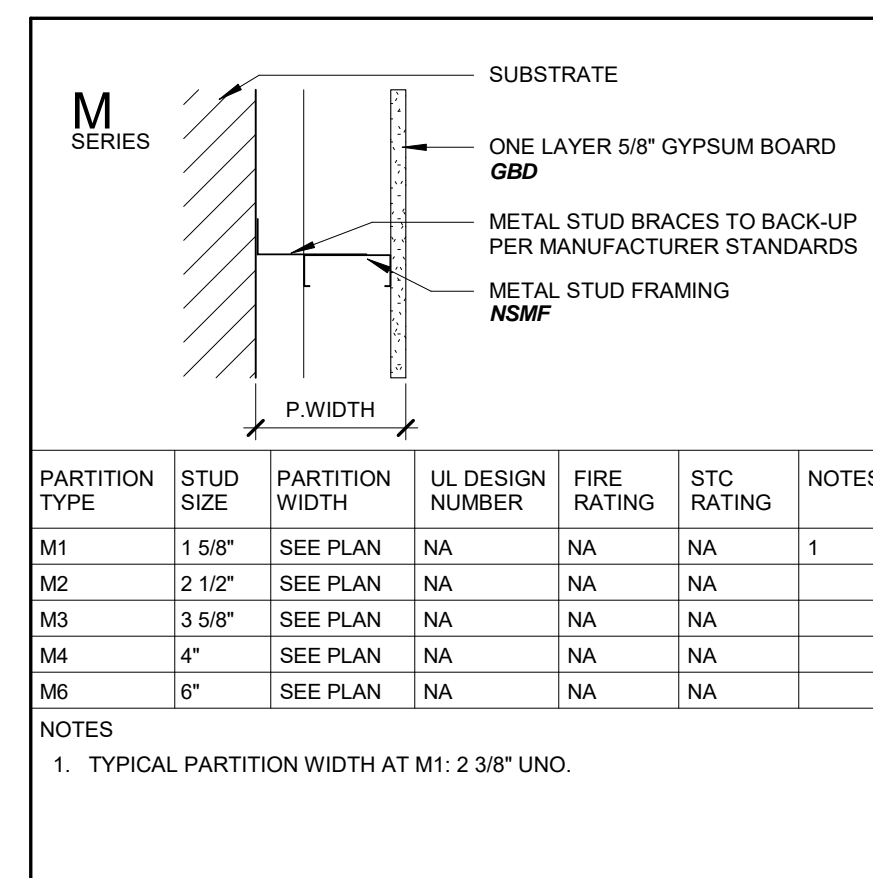 M
SERIES
SUBSTRATE
ONE LAYER 5/8" GYPSUM BOARD
GBD
METAL STUD BRACES TO BACK-UP
PER MANUFACTURER STANDARDS
METAL STUD FRAMING
NSMF
P.WIDTH
PARTITION TYPE STUD SIZE PARTITION WIDTH UL DESIGN NUMBER FIRE RATING STC RATING NOTES
M1 1 5/8" SEE PLAN NA NA NA 1
M2 2 1/2" SEE PLAN NA NA NA
M3 3 5/8" SEE PLAN NA NA NA
M4 4" SEE PLAN NA NA NA
M6 6" SEE PLAN NA NA NA
NOTES
1. TYPICAL PARTITION WIDTH AT M1: 2 3/8" UNO.